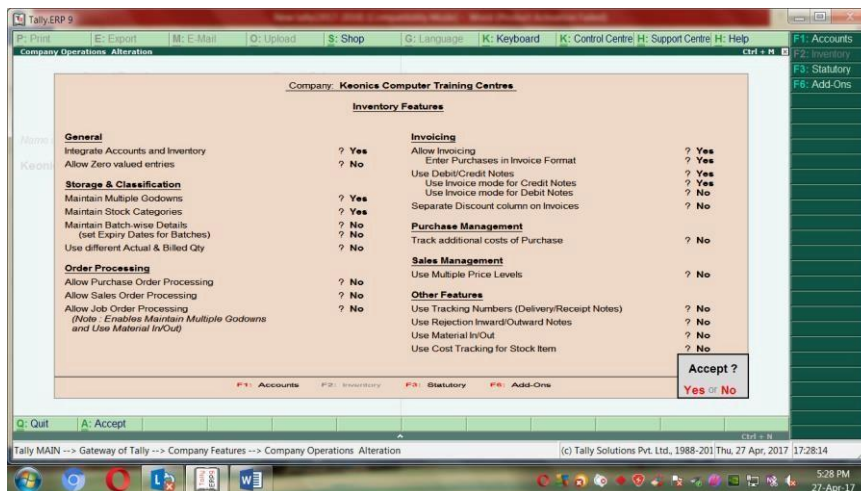 Tally.ERP 9
P: Print E: Export M: E-Mail O: Upload S: Shop G: Language K: Keyboard K: Control Centre H: Support Centre H: Help F1: Accounts
Company Operations Alteration Ctrl + M
F2: Inventory
F3: Statutory
F6: Add-Ons
Company: Keonics Computer Training Centres
Inventory Features
General
Integrate Accounts and Inventory ? Yes
Allow Zero valued entries ? No
Storage & Classification
Maintain Multiple Godowns ? Yes
Maintain Stock Categories ? Yes
Maintain Batch-wise Details ? No
(set Expiry Dates for Batches) ? No
Use different Actual & Billed Qty ? No
Order Processing
Allow Purchase Order Processing ? No
Allow Sales Order Processing ? No
Allow Job Order Processing ? No
(Note : Enables Maintain Multiple Godowns
and Use Material In/Out)
Invoicing
Allow Invoicing ? Yes
Enter Purchases in Invoice Format ? Yes
Use Debit/Credit Notes ? Yes
Use Invoice mode for Credit Notes ? Yes
Use Invoice mode for Debit Notes ? No
Separate Discount column on Invoices ? No
Purchase Management
Track additional costs of Purchase ? No
Sales Management
Use Multiple Price Levels ? No
Other Features
Use Tracking Numbers (Delivery/Receipt Notes) ? No
Use Rejection Inward/Outward Notes ? No
Use Material In/Out ? No
Use Cost Tracking for Stock Item ? No
F1: Accounts F2: Inventory F3: Statutory F6: Add-Ons
Accept ?
Yes or No
Q: Quit A: Accept
Ctrl + N
Tally MAIN --> Gateway of Tally --> Company Features --> Company Operations Alteration (c) Tally Solutions Pvt. Ltd., 1988-201 Thu, 27 Apr, 2017 17:28:14
5:28 PM
27-Apr-17